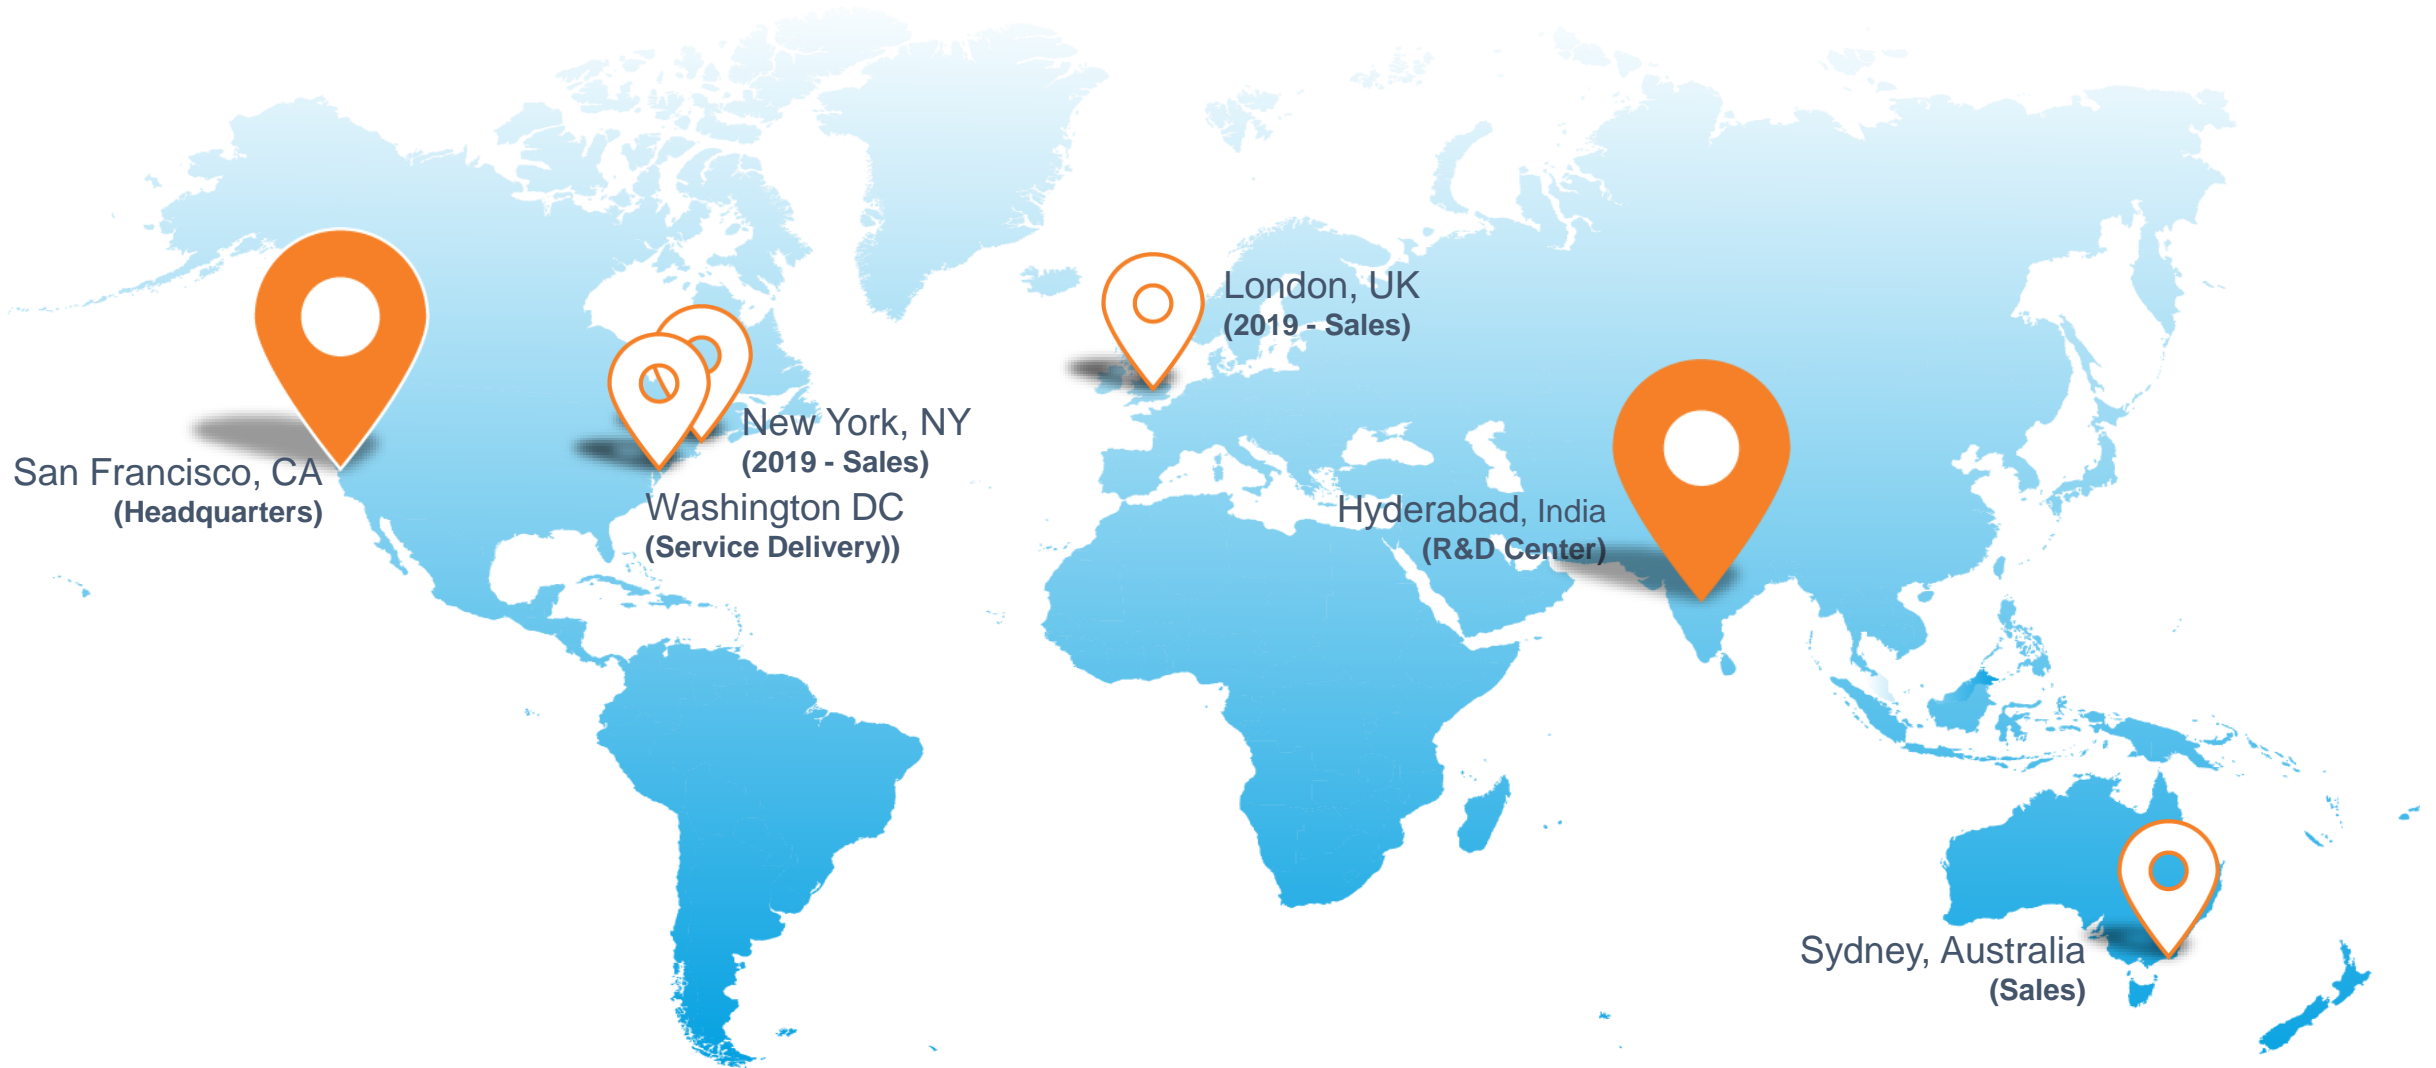 San Francisco, CA
(Headquarters)
New York, NY
(2019 - Sales)
Washington DC
(Service Delivery))
London, UK
(2019 - Sales)
Hyderabad, India
(R&D Center)
Sydney, Australia
(Sales)